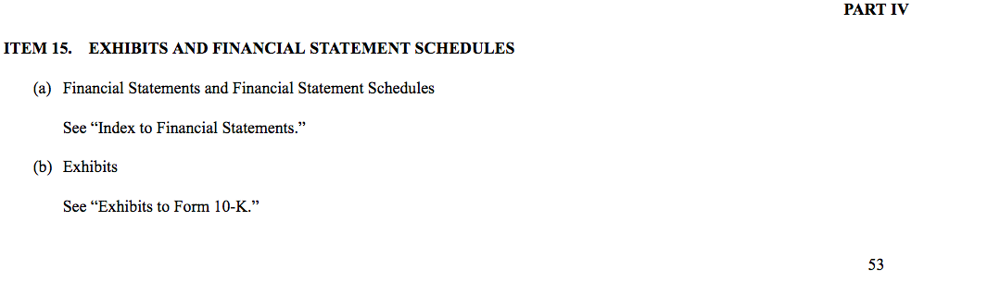 PART IV
ITEM 15. EXHIBITS AND FINANCIAL STATEMENT SCHEDULES
(a) Financial Statements and Financial Statement Schedules
See “Index to Financial Statements.”
(b) Exhibits
See “Exhibits to Form 10-K.”
53